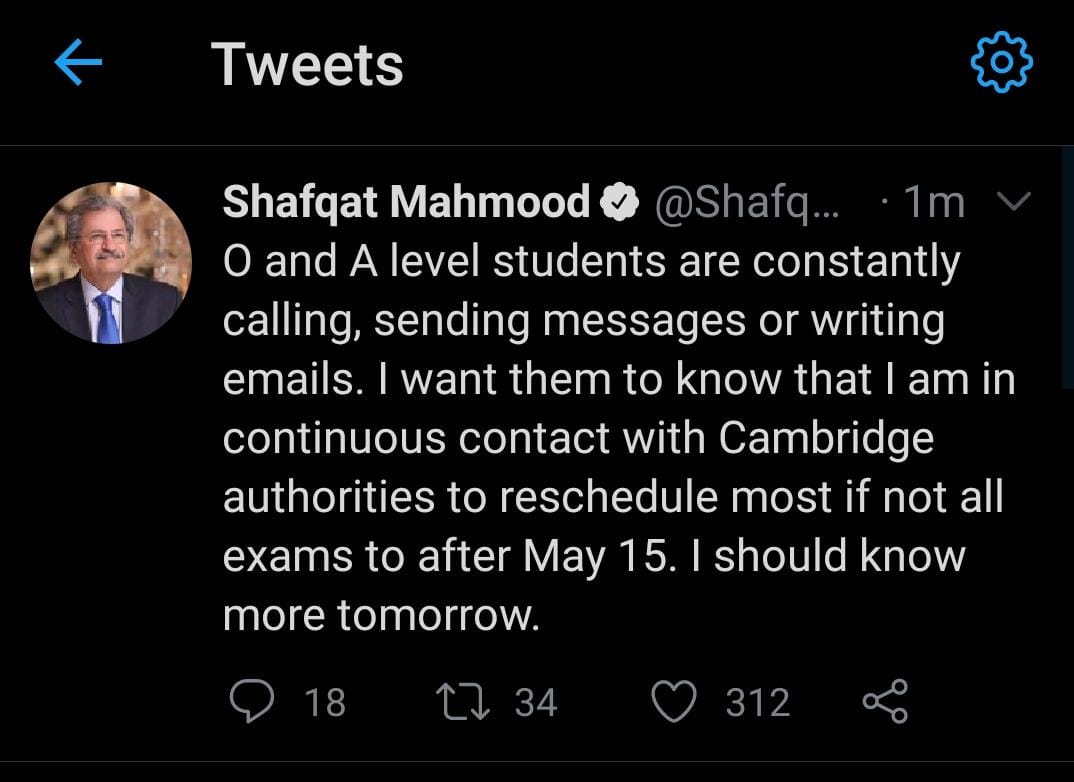 Tweets
Shafqat Mahmood @Shafq... · 1m
O and A level students are constantly
calling, sending messages or writing
emails. I want them to know that I am in
continuous contact with Cambridge
authorities to reschedule most if not all
exams to after May 15. I should know
more tomorrow.
18 34 312